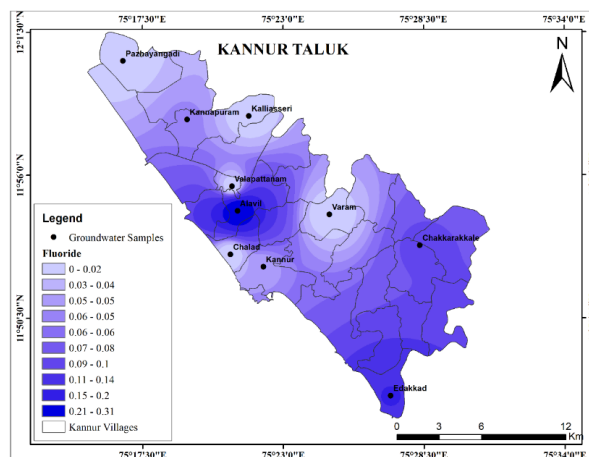 75°17'30"E 75°23'0"E 75°28'30"E 75°34'0"E
12°1'30"N
KANNUR TALUK
N
Pazhayangadi
Kannapuram
Kalliasseri
11°56'0"N
Valapattanam
Alavil
Varam
Chakkarakkale
Chalad
Kannur
11°50'30"N
Edakkad
Legend
Groundwater Samples
Fluoride
0 - 0.02
0.03 - 0.04
0.05 - 0.05
0.06 - 0.05
0.06 - 0.06
0.07 - 0.08
0.09 - 0.1
0.11 - 0.14
0.15 - 0.2
0.21 - 0.31
Kannur Villages
0 3 6 12
Km
75°17'30"E 75°23'0"E 75°28'30"E 75°34'0"E